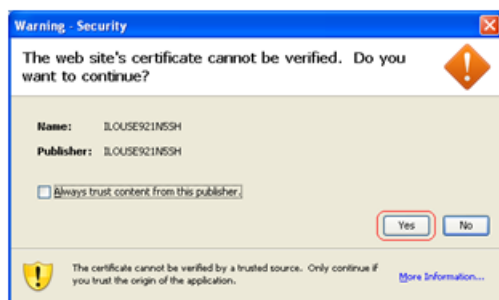 Warning - Security
The web site's certificate cannot be verified. Do you
want to continue?
Name: ILOUSE921NSSH
Publisher: ILOUSE921NSSH
Always trust content from this publisher.
Yes No
The certificate cannot be verified by a trusted source. Only continue if
you trust the origin of the application.
More Information...